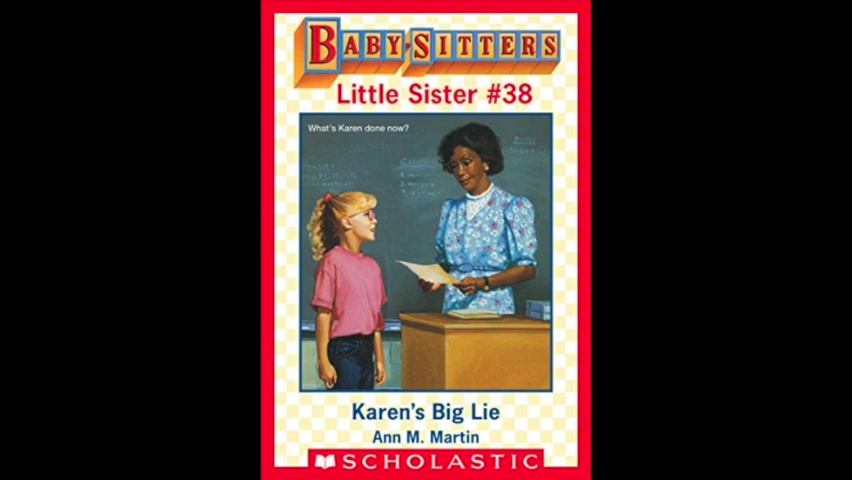 BABY-SITTERS
Little Sister #38
What's Karen done now?
Karen's Big Lie
Ann M. Martin
SCHOLASTIC